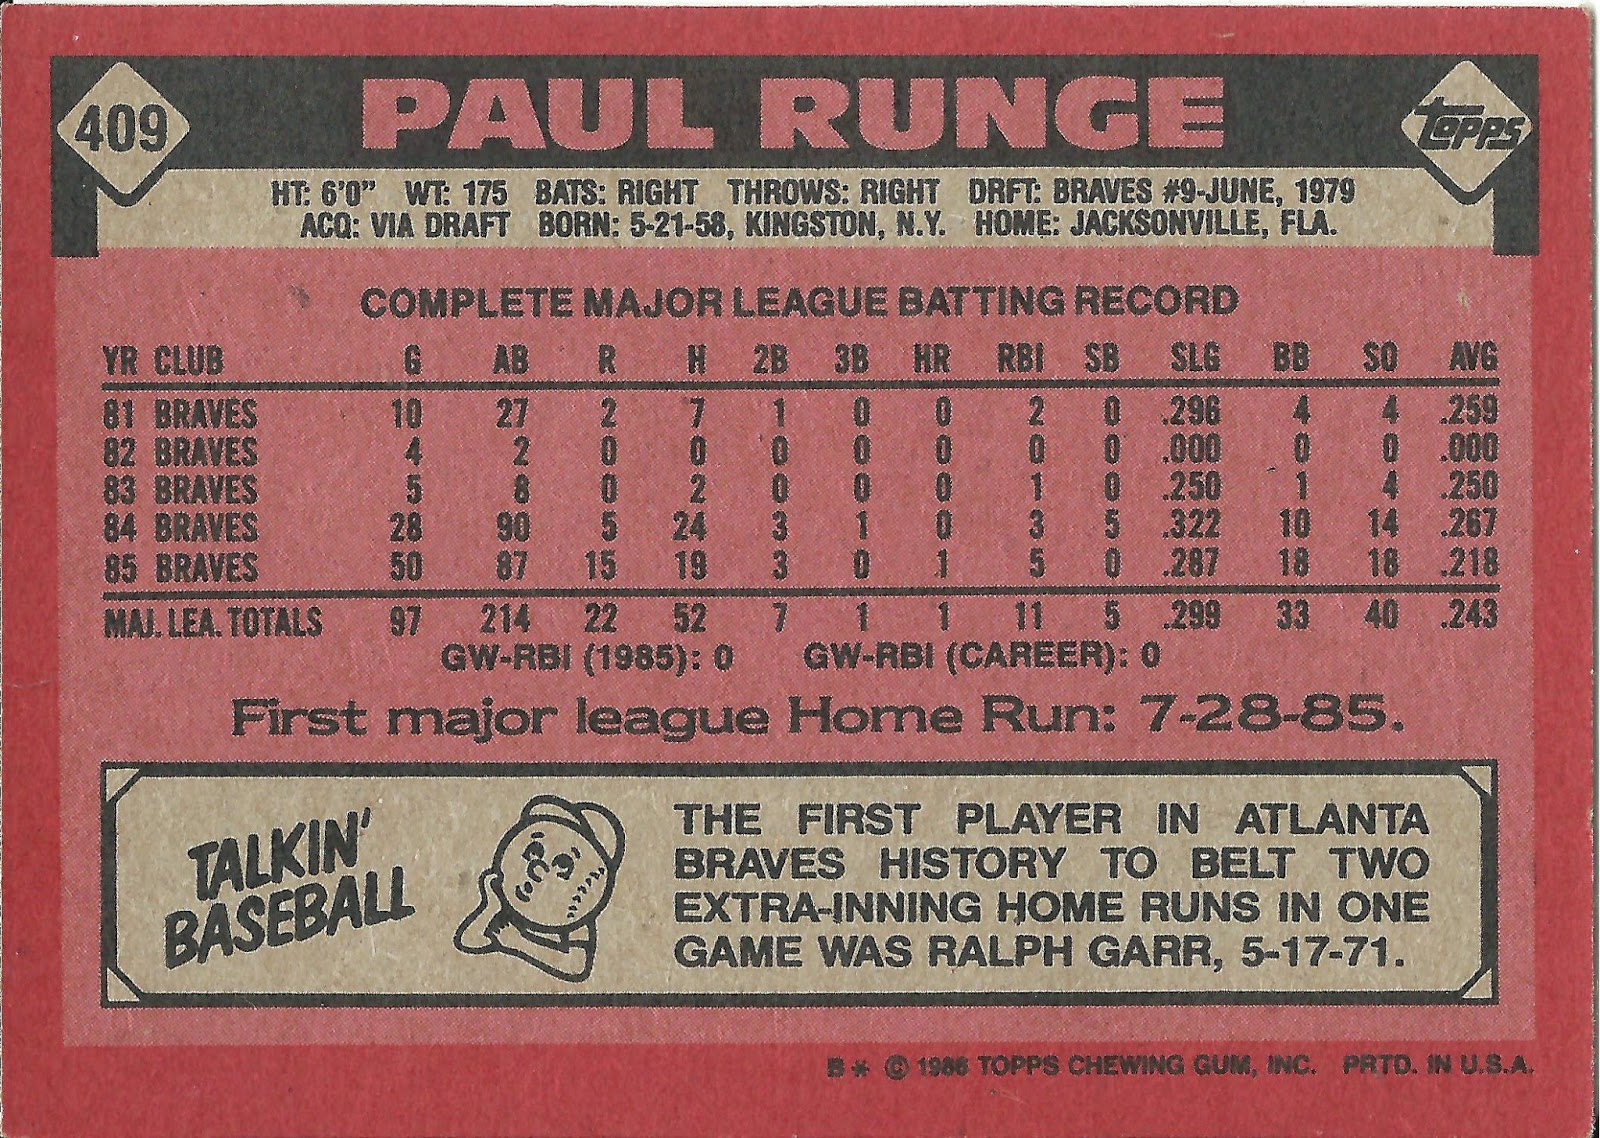 409 PAUL RUNGE Topps
HT: 6'0" WT: 175 BATS: RIGHT THROWS: RIGHT DRFT: BRAVES #9-JUNE, 1979
ACQ: VIA DRAFT BORN: 5-21-58, KINGSTON, N.Y. HOME: JACKSONVILLE, FLA.
COMPLETE MAJOR LEAGUE BATTING RECORD
YR CLUB G AB R H 2B 3B HR RBI SB SLG BB SO AVG
81 BRAVES 10 27 2 7 1 0 0 2 0 .296 4 4 .259
82 BRAVES 4 2 0 0 0 0 0 0 0 .000 0 0 .000
83 BRAVES 5 8 0 2 0 0 0 1 0 .250 1 4 .250
84 BRAVES 28 90 5 24 3 1 0 3 5 .322 10 14 .267
85 BRAVES 50 87 15 19 3 0 1 5 0 .287 18 18 .218
MAJ. LEA. TOTALS 97 214 22 52 7 1 1 11 5 .299 33 40 .243
GW-RBI (1985): 0 GW-RBI (CAREER): 0
First major league Home Run: 7-28-85.
TALKIN'
BASEBALL
THE FIRST PLAYER IN ATLANTA
BRAVES HISTORY TO BELT TWO
EXTRA-INNING HOME RUNS IN ONE
GAME WAS RALPH GARR, 5-17-71.
B* © 1986 TOPPS CHEWING GUM, INC. PRTD. IN U.S.A.